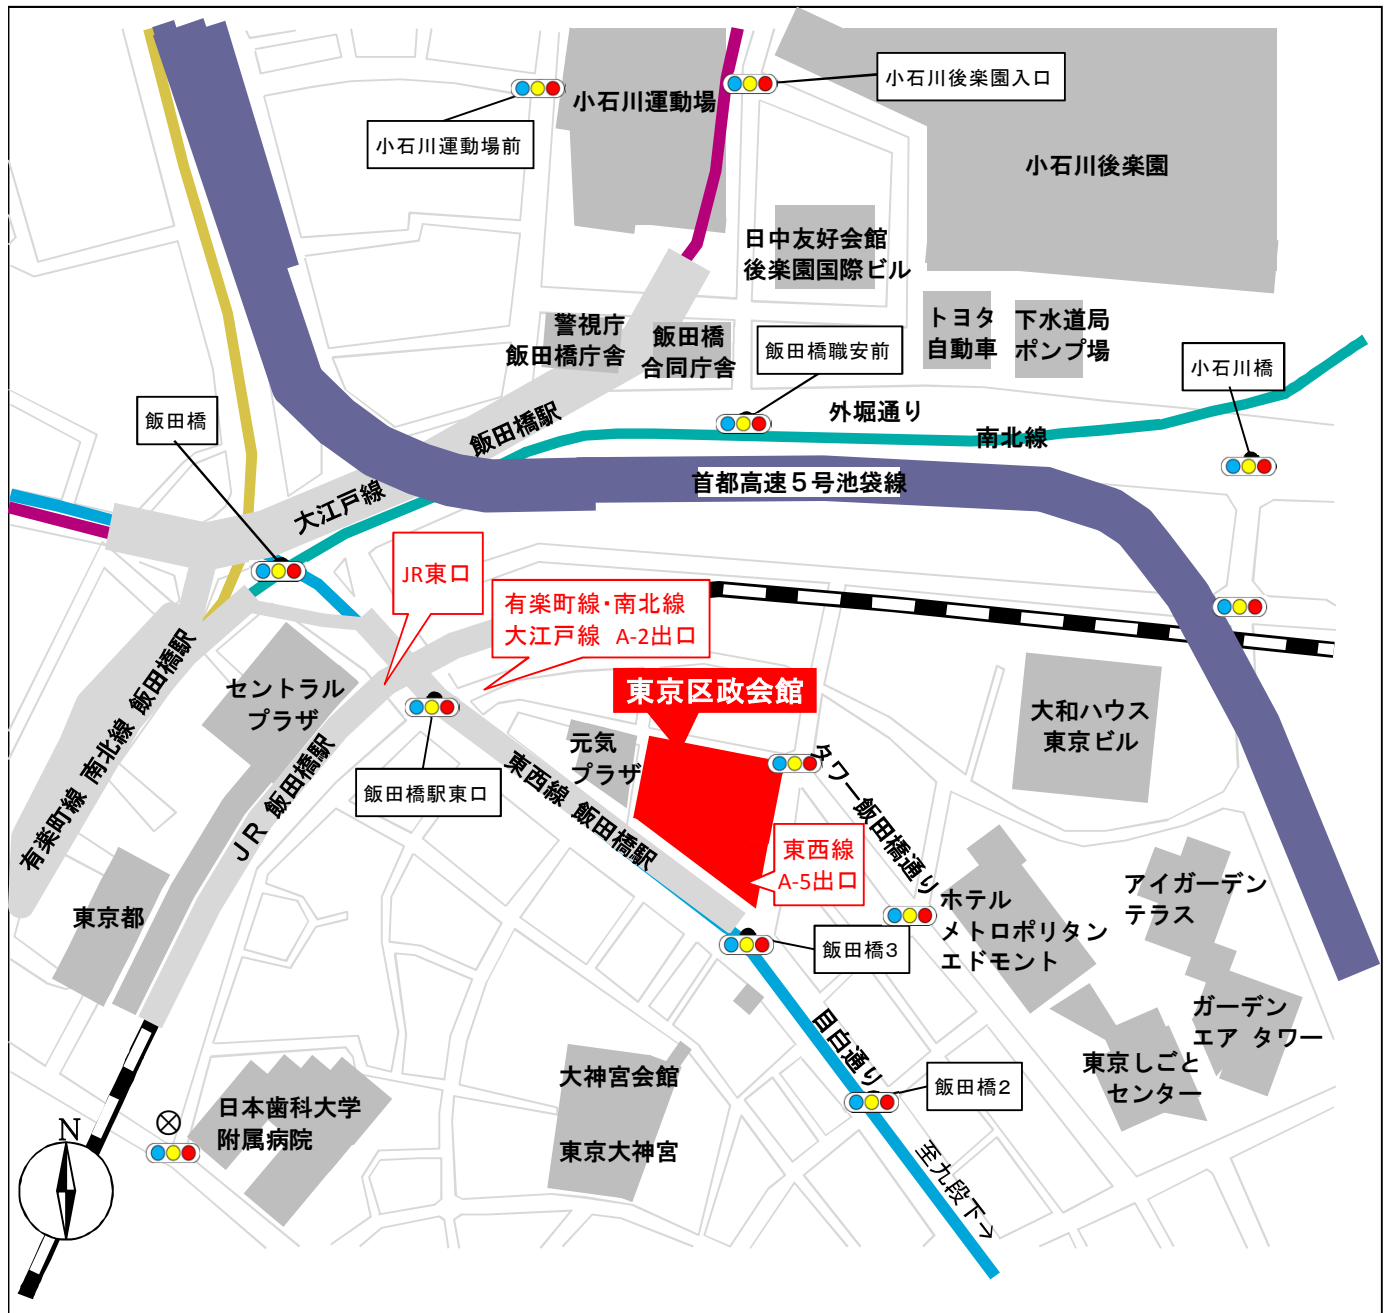 小石川運動場
小石川後楽園入口
小石川運動場前
小石川後楽園
日中友好会館
後楽園国際ビル
警視庁
飯田橋庁舎
飯田橋
合同庁舎
飯田橋職安前
トヨタ
自動車
下水道局
ポンプ場
小石川橋
飯田橋
飯田橋駅
外堀通り
南北線
首都高速5号池袋線
大江戸線
JR東口
有楽町線・南北線
大江戸線 A-2出口
有楽町線 南北線 飯田橋駅
セントラル
プラザ
東京区政会館
元気
プラザ
大和ハウス
東京ビル
飯田橋駅東口
JR 飯田橋駅
東西線 飯田橋駅
タワー飯田橋通り
東西線
A-5出口
東京都
ホテル
メトロポリタン
エドモント
アイガーデン
テラス
飯田橋3
ガーデン
エア タワー
目白通り
東京しごと
センター
飯田橋2
大神宮会館
東京大神宮
日本歯科大学
附属病院
N
至九段下→